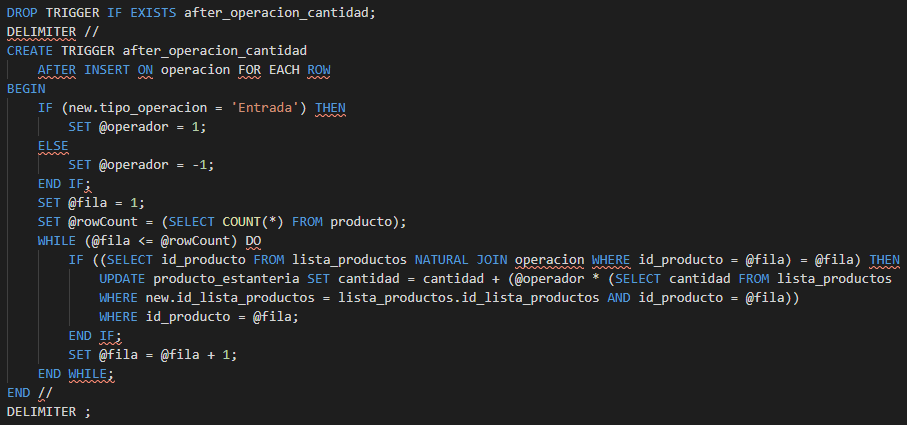 DROP TRIGGER IF EXISTS after_operacion_cantidad;
DELIMITER //
CREATE TRIGGER after_operacion_cantidad
    AFTER INSERT ON operacion FOR EACH ROW
BEGIN
    IF (new.tipo_operacion = 'Entrada') THEN
        SET @operador = 1;
    ELSE
        SET @operador = -1;
    END IF;
    SET @fila = 1;
    SET @rowCount = (SELECT COUNT(*) FROM producto);
    WHILE (@fila <= @rowCount) DO
        IF ((SELECT id_producto FROM lista_productos NATURAL JOIN operacion WHERE id_producto = @fila) = @fila) THEN
            UPDATE producto_estanteria SET cantidad = cantidad + (@operador * (SELECT cantidad FROM lista_productos
            WHERE new.id_lista_productos = lista_productos.id_lista_productos AND id_producto = @fila))
            WHERE id_producto = @fila;
        END IF;
        SET @fila = @fila + 1;
    END WHILE;
END //
DELIMITER ;